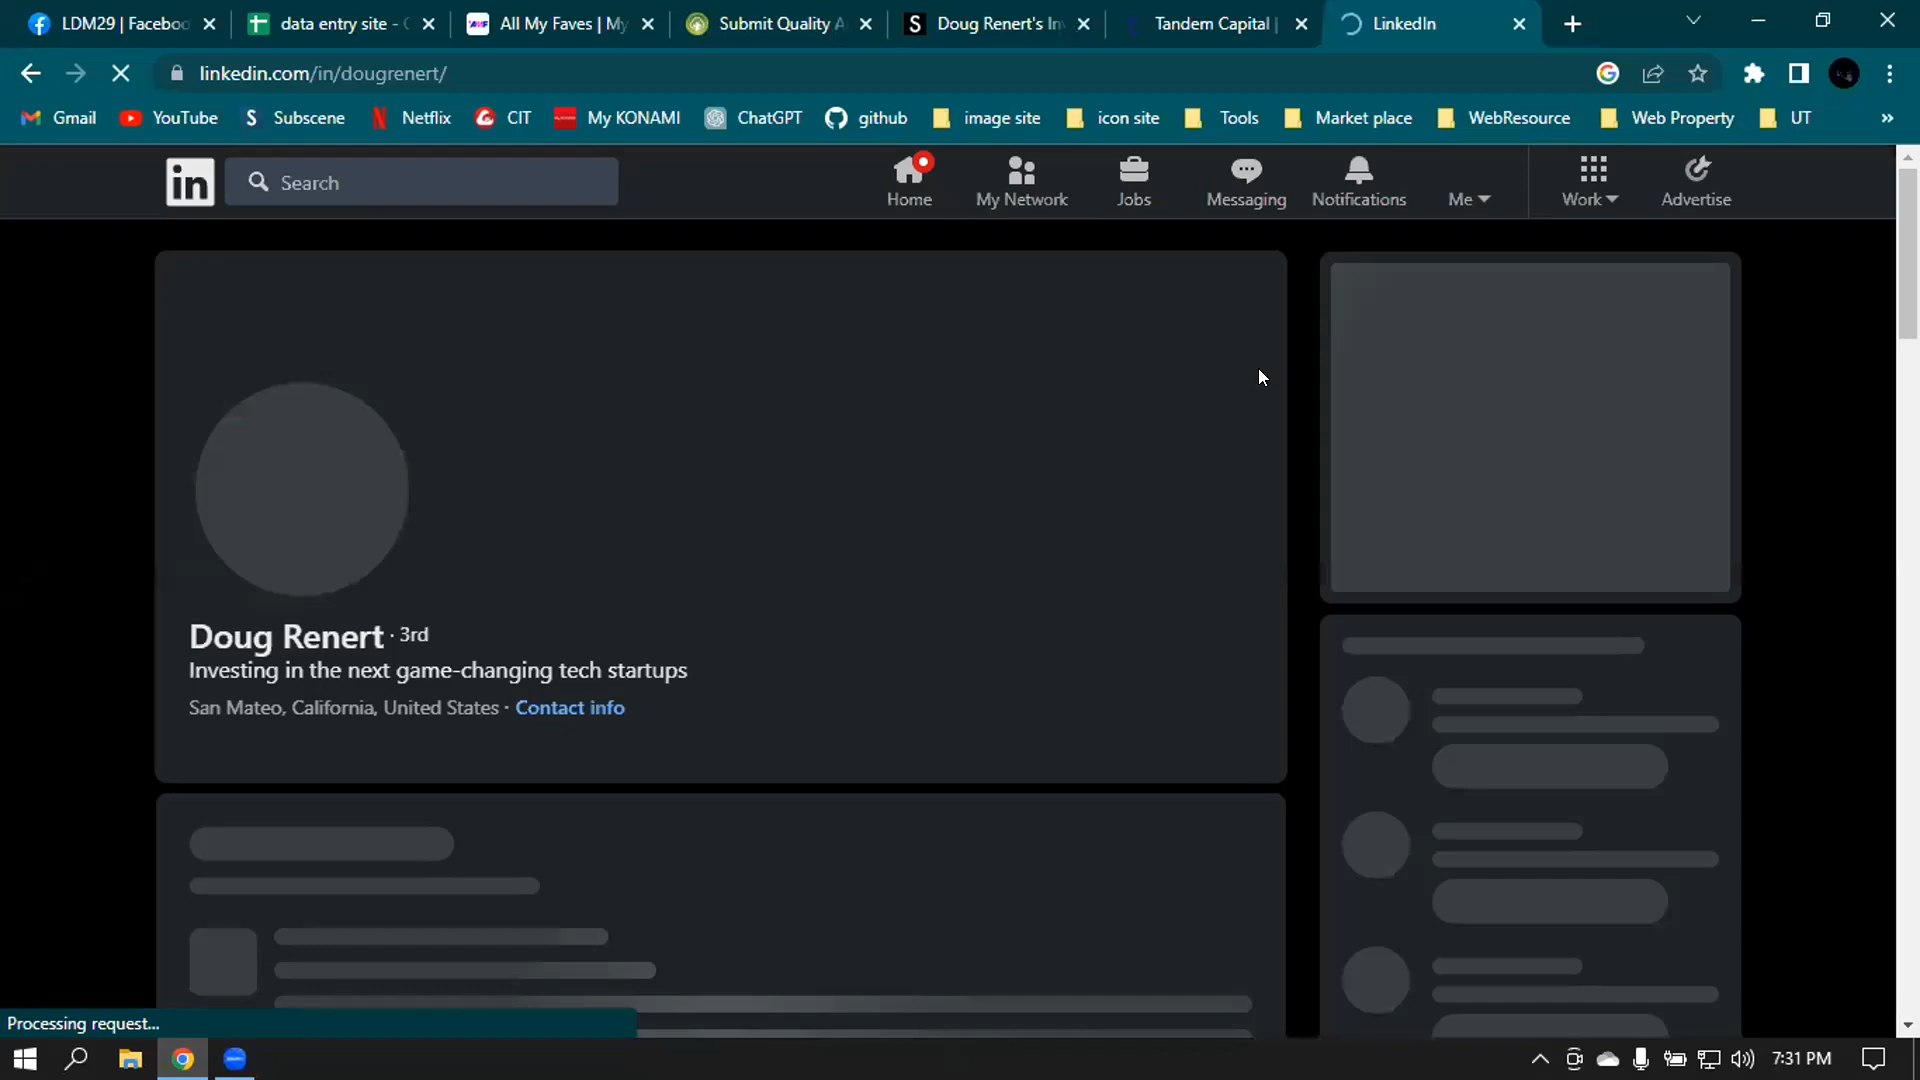 LDM29 | Faceboo
data entry site - G
All My Faves | My
Submit Quality A
Doug Renert's In
Tandem Capital |
LinkedIn
linkedin.com/in/dougrenert/
Gmail
YouTube
Subscene
Netflix
CIT
My KONAMI
ChatGPT
github
image site
icon site
Tools
Market place
WebResource
Web Property
UT
»
in
Search
Home
My Network
Jobs
Messaging
Notifications
Me
Work
Advertise
Doug Renert · 3rd
Investing in the next game-changing tech startups
San Mateo, California, United States · Contact info
Processing request...
7:31 PM